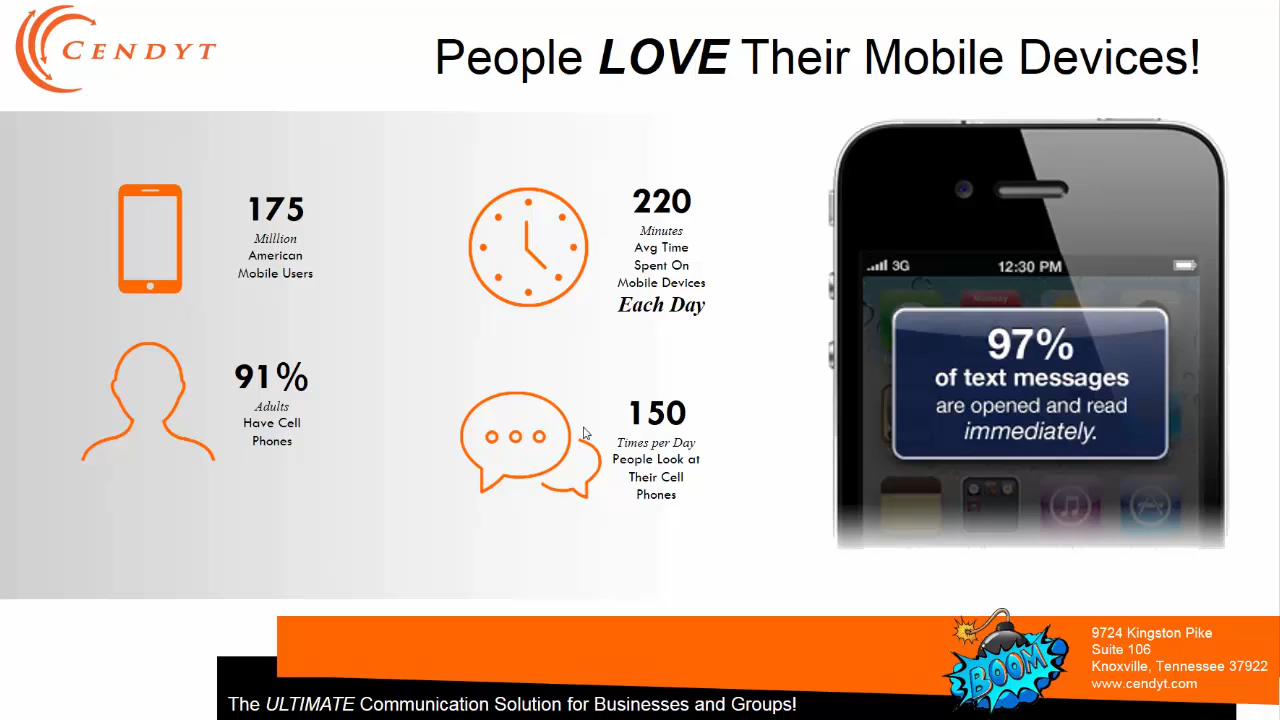 CENDYT
People LOVE Their Mobile Devices!
175
Milllion
American
Mobile Users
220
Minutes
Avg Time
Spent On
Mobile Devices
Each Day
91%
Adults
Have Cell
Phones
150
Times per Day
People Look at
Their Cell
Phones
3G 12:30 PM
97%
of text messages
are opened and read
immediately.
BOOM
9724 Kingston Pike
Suite 106
Knoxville, Tennessee 37922
www.cendyt.com
The ULTIMATE Communication Solution for Businesses and Groups!